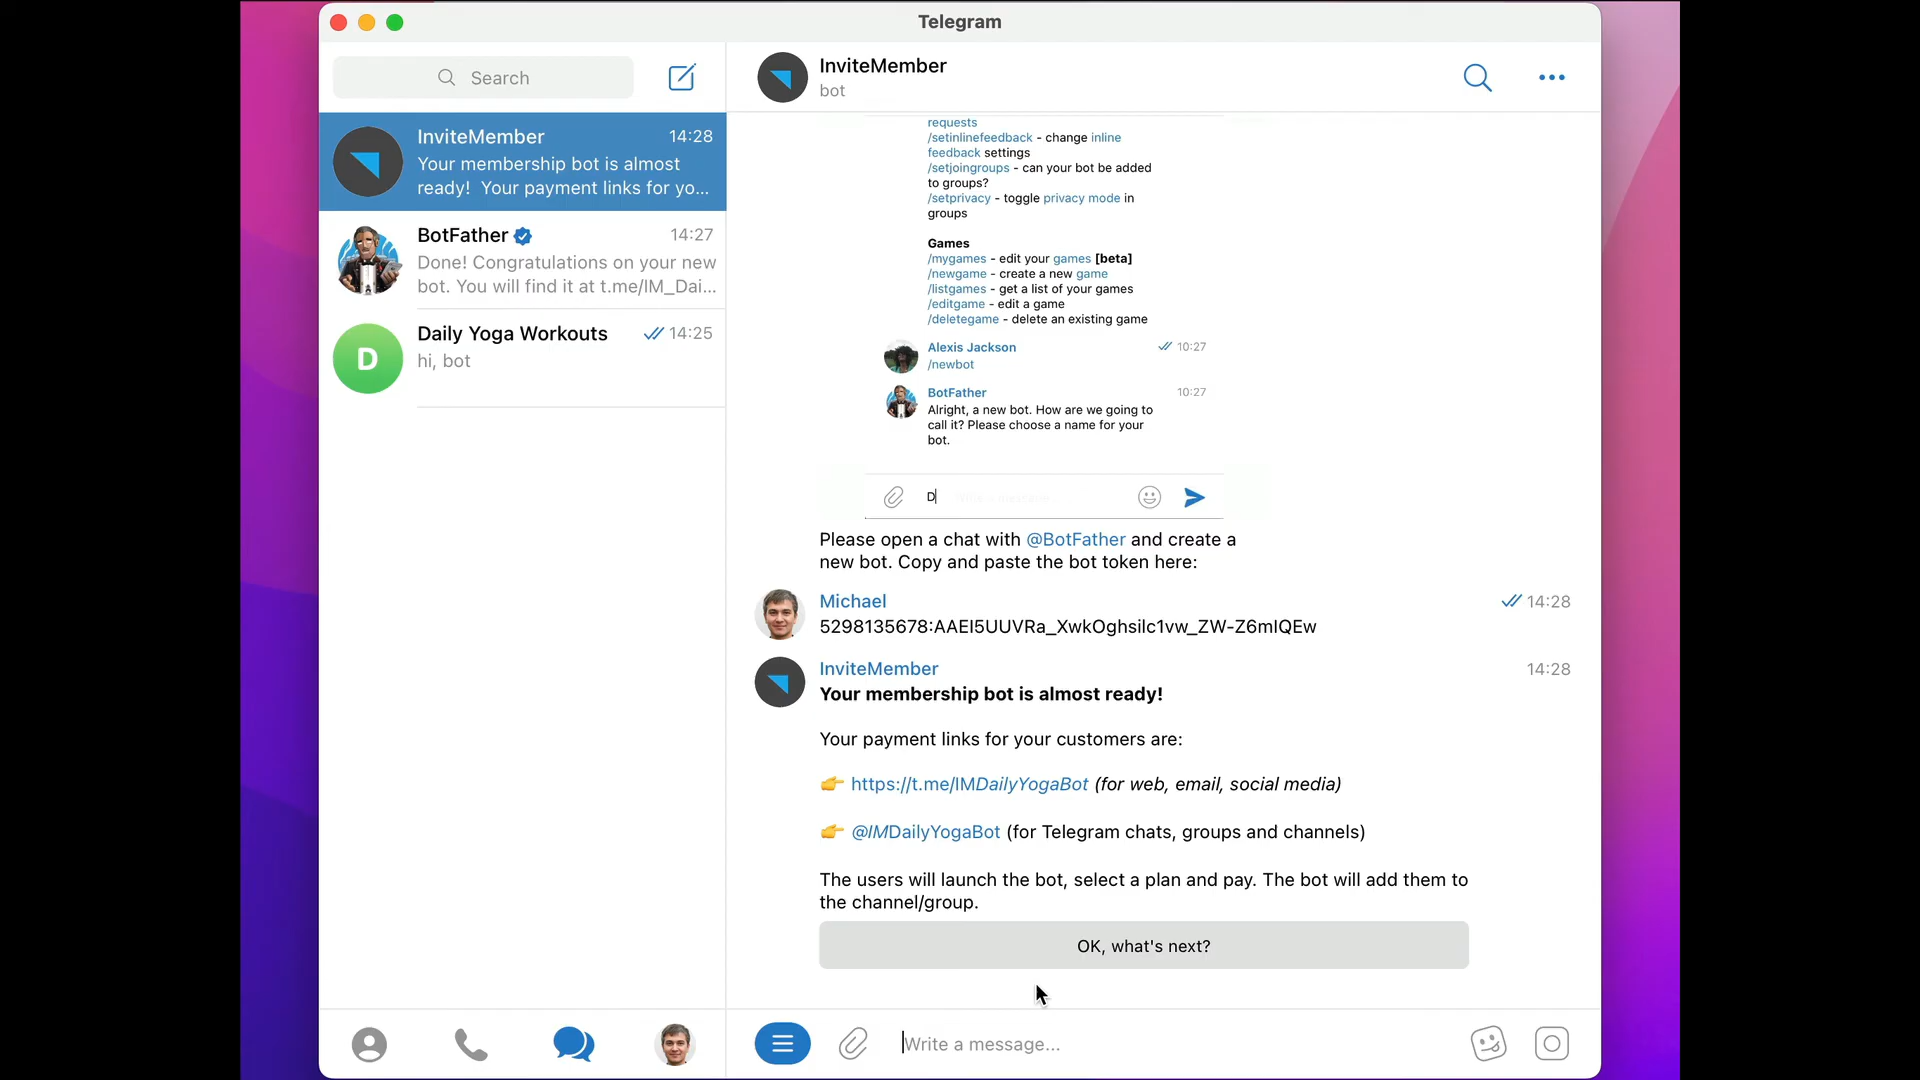 Telegram
Search
InviteMember
14:28
Your membership bot is almost
ready! Your payment links for yo...
BotFather
14:27
Done! Congratulations on your new
bot. You will find it at t.me/IM_Dai...
D
Daily Yoga Workouts
14:25
hi, bot
InviteMember
bot
requests
/setinlinefeedback - change inline
feedback settings
/setjoingroups - can your bot be added
to groups?
/setprivacy - toggle privacy mode in
groups
Games
/mygames - edit your games [beta]
/newgame - create a new game
/listgames - get a list of your games
/editgame - edit a game
/deletegame - delete an existing game
Alexis Jackson
10:27
/newbot
BotFather
10:27
Alright, a new bot. How are we going to
call it? Please choose a name for your
bot.
D
Please open a chat with @BotFather and create a
new bot. Copy and paste the bot token here:
Michael
14:28
5298135678:AAEI5UUVRa_XwkOghsilc1vw_ZW-Z6mlQEw
InviteMember
14:28
Your membership bot is almost ready!
Your payment links for your customers are:
👉 https://t.me/IMDailyYogaBot (for web, email, social media)
👉 @IMDailyYogaBot (for Telegram chats, groups and channels)
The users will launch the bot, select a plan and pay. The bot will add them to
the channel/group.
OK, what's next?
Write a message...